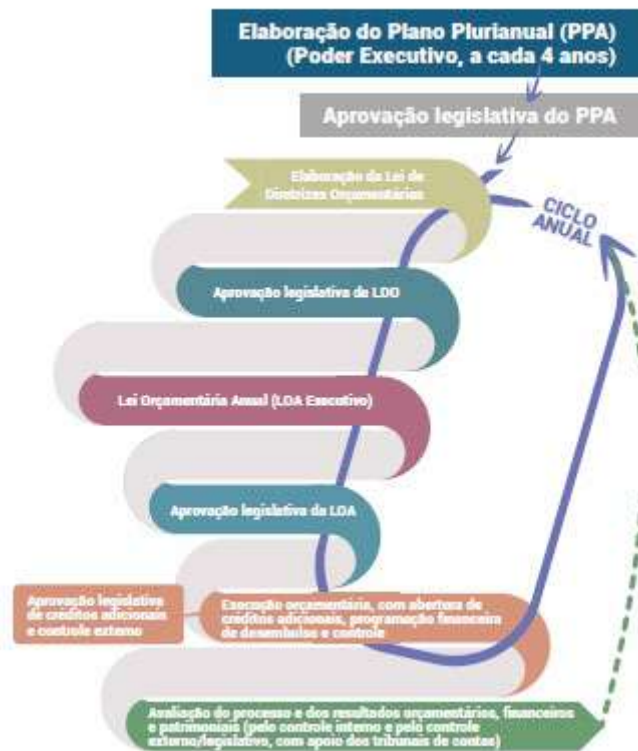 Elaboração do Plano Plurianual (PPA)
(Poder Executivo, a cada 4 anos)
Aprovação legislativa do PPA
Elaboração da Lei de
Diretrizes Orçamentárias
CICLO
ANUAL
Aprovação legislativa de LDO
Lei Orçamentária Anual (LOA Executivo)
Aprovação legislativa da LOA
Aprovação legislativa
de créditos adicionais
e controle externo
Execução orçamentária, com abertura de
créditos adicionais, programação financeira
de desembolso e controle
Avaliação do processo e dos resultados orçamentários, financeiros
e patrimoniais (pelo controle interno e pelo controle
externo/legislativo, com apoio dos tribunais de contas)